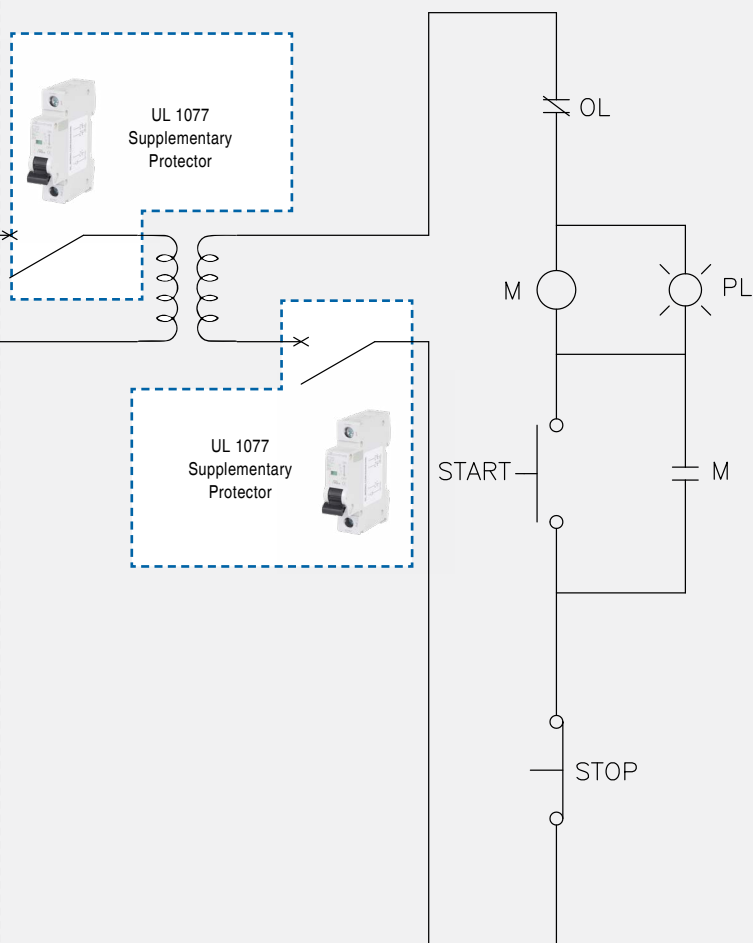 UL 1077
Supplementary
Protector
OL
M
PL
UL 1077
Supplementary
Protector
START
M
STOP